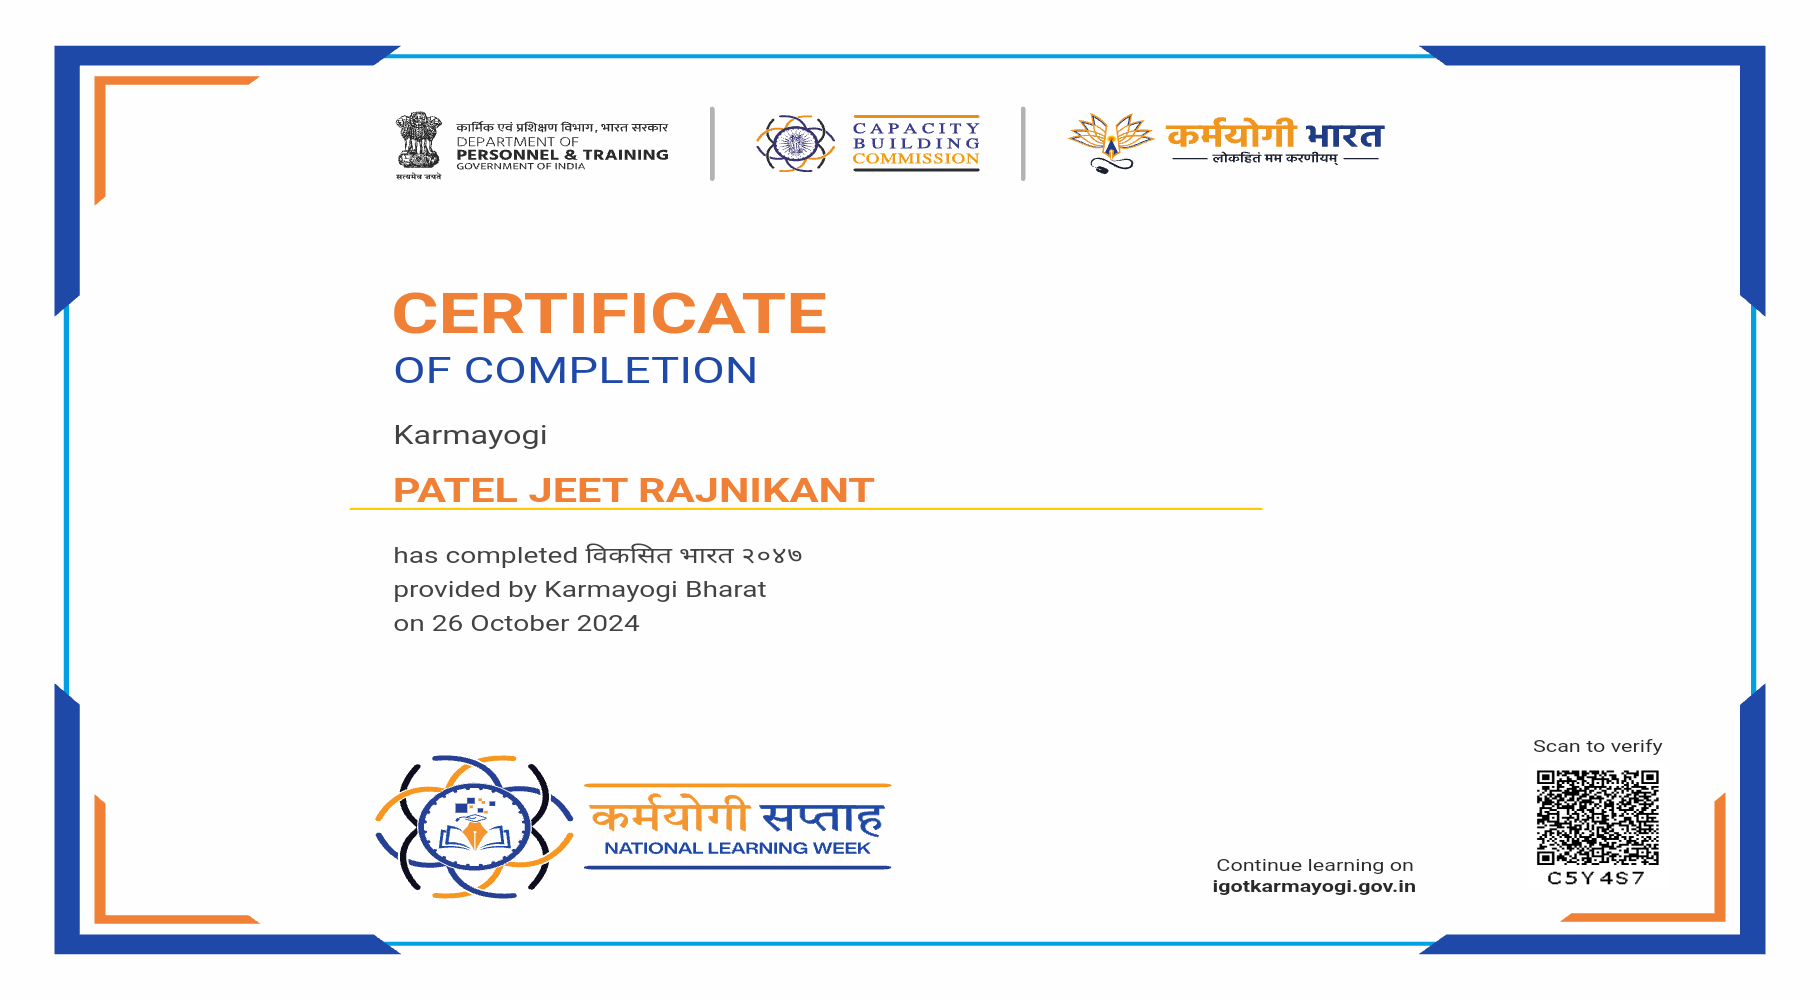 कार्मिक एवं प्रशिक्षण विभाग, भारत सरकार
DEPARTMENT OF
PERSONNEL & TRAINING
GOVERNMENT OF INDIA
सत्यमेव जयते
CAPACITY
BUILDING
COMMISSION
कर्मयोगी भारत
लोकहितं मम करणीयम्
CERTIFICATE
OF COMPLETION
Karmayogi
PATEL JEET RAJNIKANT
has completed विकसित भारत २०४७
provided by Karmayogi Bharat
on 26 October 2024
कर्मयोगी सप्ताह
NATIONAL LEARNING WEEK
Continue learning on
igotkarmayogi.gov.in
Scan to verify
C5Y4S7